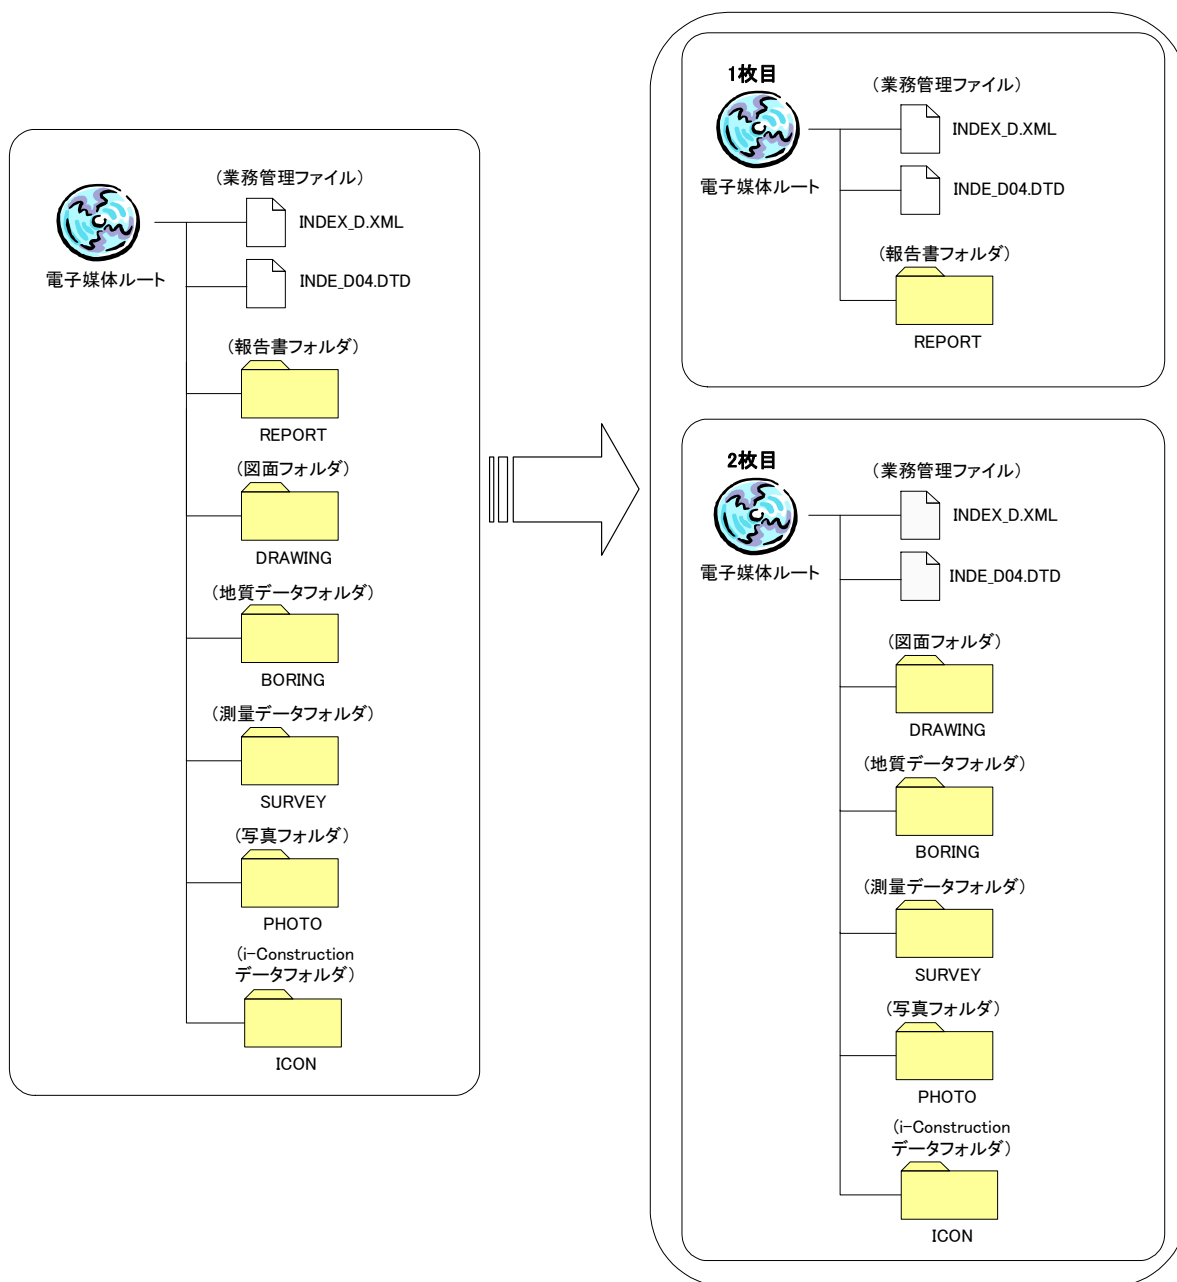 (業務管理ファイル)
INDEX_D.XML
電子媒体ルート
INDE_D04.DTD
(報告書フォルダ)
REPORT
(図面フォルダ)
DRAWING
(地質データフォルダ)
BORING
(測量データフォルダ)
SURVEY
(写真フォルダ)
PHOTO
(i-Construction
データフォルダ)
ICON
1枚目
(業務管理ファイル)
INDEX_D.XML
電子媒体ルート
INDE_D04.DTD
(報告書フォルダ)
REPORT
2枚目
(業務管理ファイル)
INDEX_D.XML
電子媒体ルート
INDE_D04.DTD
(図面フォルダ)
DRAWING
(地質データフォルダ)
BORING
(測量データフォルダ)
SURVEY
(写真フォルダ)
PHOTO
(i-Construction
データフォルダ)
ICON